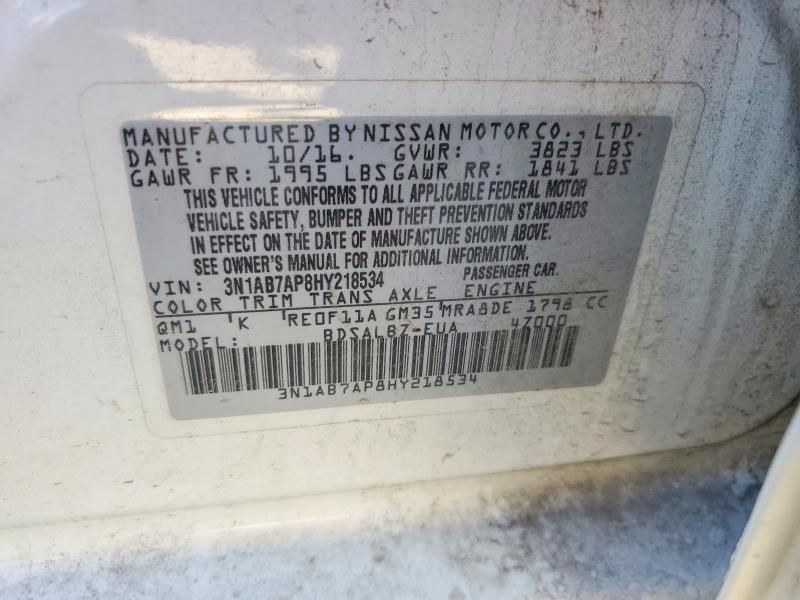 MANUFACTURED BY NISSAN MOTOR CO., LTD.
DATE: 10/16. GVWR: 3823 LBS
GAWR FR: 1995 LBS GAWR RR: 1841 LBS
THIS VEHICLE CONFORMS TO ALL APPLICABLE FEDERAL MOTOR
VEHICLE SAFETY, BUMPER AND THEFT PREVENTION STANDARDS
IN EFFECT ON THE DATE OF MANUFACTURE SHOWN ABOVE.
SEE OWNER'S MANUAL FOR ADDITIONAL INFORMATION.
VIN: 3N1AB7AP8HY218534 PASSENGER CAR.
COLOR TRIM TRANS AXLE ENGINE
QM1 K RE0F11A GM35 MRA8DE 1798 CC
MODEL: BDSALBZ-EUA 4Z000
3N1AB7AP8HY218534